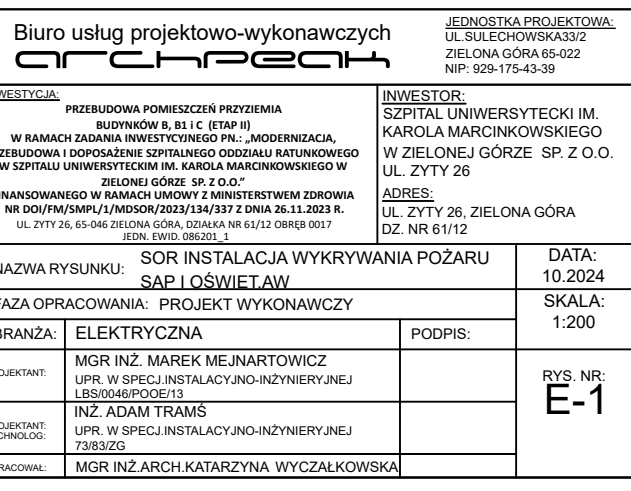 Biuro usług projektowo-wykonawczych
archpeak
JEDNOSTKA PROJEKTOWA:
UL.SULECHOWSKA33/2
ZIELONA GÓRA 65-022
NIP: 929-175-43-39
WESTYCJA:
PRZEBUDOWA POMIESZCZEŃ PRZYZIEMIA
BUDYNKÓW B, B1 i C (ETAP II)
W RAMACH ZADANIA INWESTYCYJNEGO PN.: „MODERNIZACJA,
ZEBUDOWA I DOPOSAŻENIE SZPITALNEGO ODDZIAŁU RATUNKOWEGO
W SZPITALU UNIWERSYTECKIM IM. KAROLA MARCINKOWSKIEGO W
ZIELONEJ GÓRZE SP. Z O.O.”
NANSOWANEGO W RAMACH UMOWY Z MINISTERSTWEM ZDROWIA
NR DOI/FM/SMPL/1/MDSOR/2023/134/337 Z DNIA 26.11.2023 R.
UL. ZYTY 26, 65-046 ZIELONA GÓRA, DZIAŁKA NR 61/12 OBRĘB 0017
JEDN. EWID. 086201_1
INWESTOR:
SZPITAL UNIWERSYTECKI IM.
KAROLA MARCINKOWSKIEGO
W ZIELONEJ GÓRZE SP. Z O.O.
UL. ZYTY 26
ADRES:
UL. ZYTY 26, ZIELONA GÓRA
DZ. NR 61/12
NAZWA RYSUNKU: SOR INSTALACJA WYKRYWANIA POŻARU
SAP I OŚWIET.AW
DATA:
10.2024
FAZA OPRACOWANIA: PROJEKT WYKONAWCZY
SKALA:
1:200
BRANŻA: ELEKTRYCZNA
PODPIS:
OJEKTANT:
MGR INŻ. MAREK MEJNARTOWICZ
UPR. W SPECJ.INSTALACYJNO-INŻYNIERYJNEJ
LBS/0046/POOE/13
RYS. NR:
E-1
OJEKTANT:
CHNOLOG:
INŻ. ADAM TRAMŚ
UPR. W SPECJ.INSTALACYJNO-INŻYNIERYJNEJ
73/83/ZG
RACOWAŁ: MGR INŻ.ARCH.KATARZYNA WYCZAŁKOWSKA